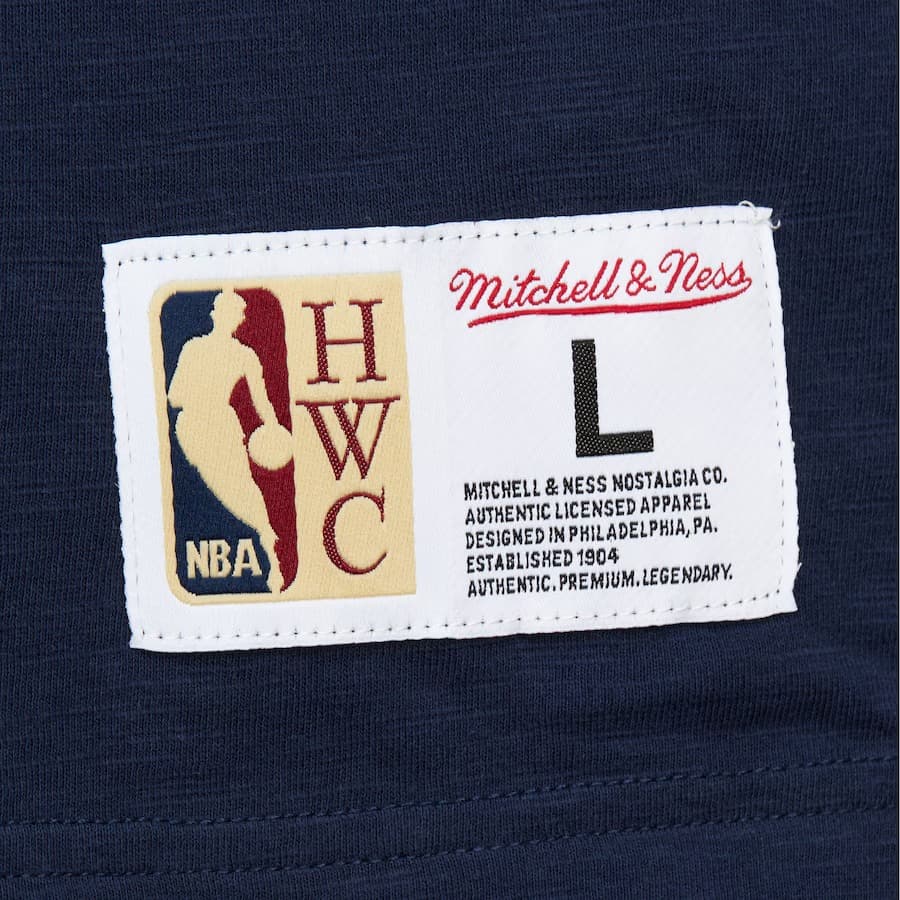 NBA
H
W
C
Mitchell & Ness
L
MITCHELL & NESS NOSTALGIA CO.
AUTHENTIC LICENSED APPAREL
DESIGNED IN PHILADELPHIA, PA.
ESTABLISHED 1904
AUTHENTIC. PREMIUM. LEGENDARY.